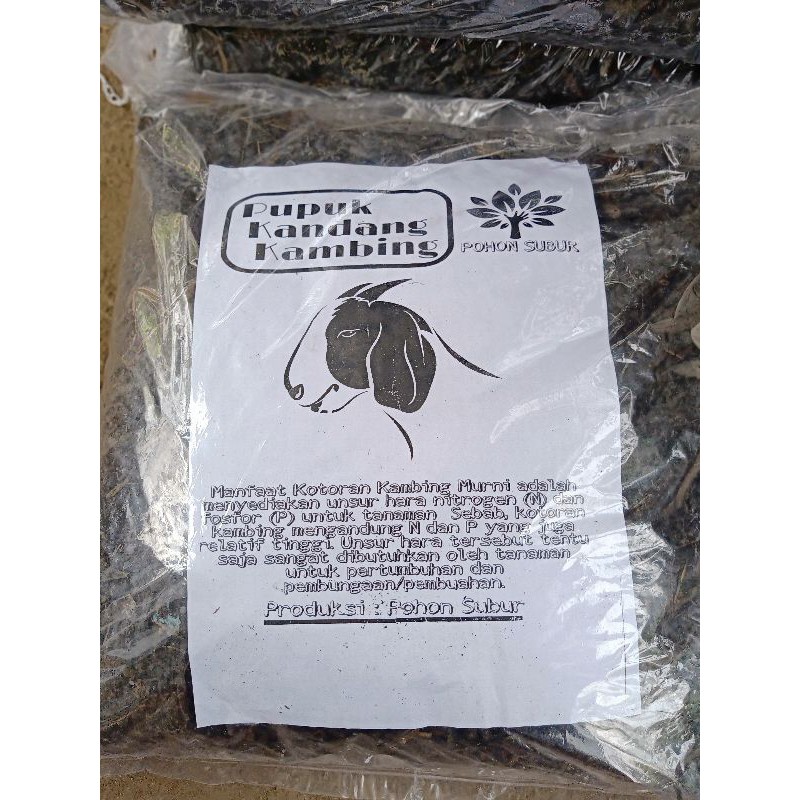 Pupuk
Kandang
Kambing
POHON SUBUR
Manfaat Kotoran Kambing Murni adalah
menyediakan unsur hara nitrogen (N) dan
fosfor (P) untuk tanaman Sebab, kotoran
kambing mengandung N dan P yang juga
relatif tinggi. Unsur hara tersebut tentu
saja sangat dibutuhkan oleh tanaman
untuk pertumbuhan dan
pembungaan/pembuahan.
Produksi : Pohon Subur